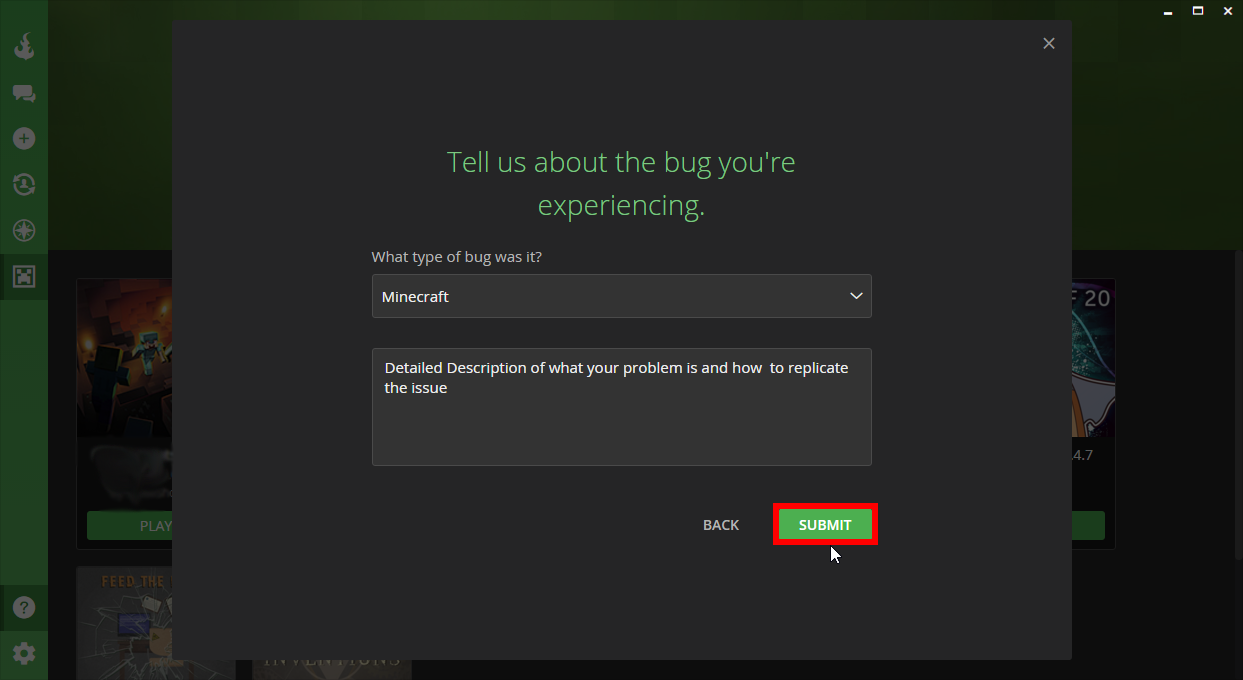 Tell us about the bug you're
experiencing.
What type of bug was it?
Minecraft
Detailed Description of what your problem is and how  to replicate
the issue
BACK
SUBMIT
20
.4.7
PLAY
FEED THE
INVENTIONS